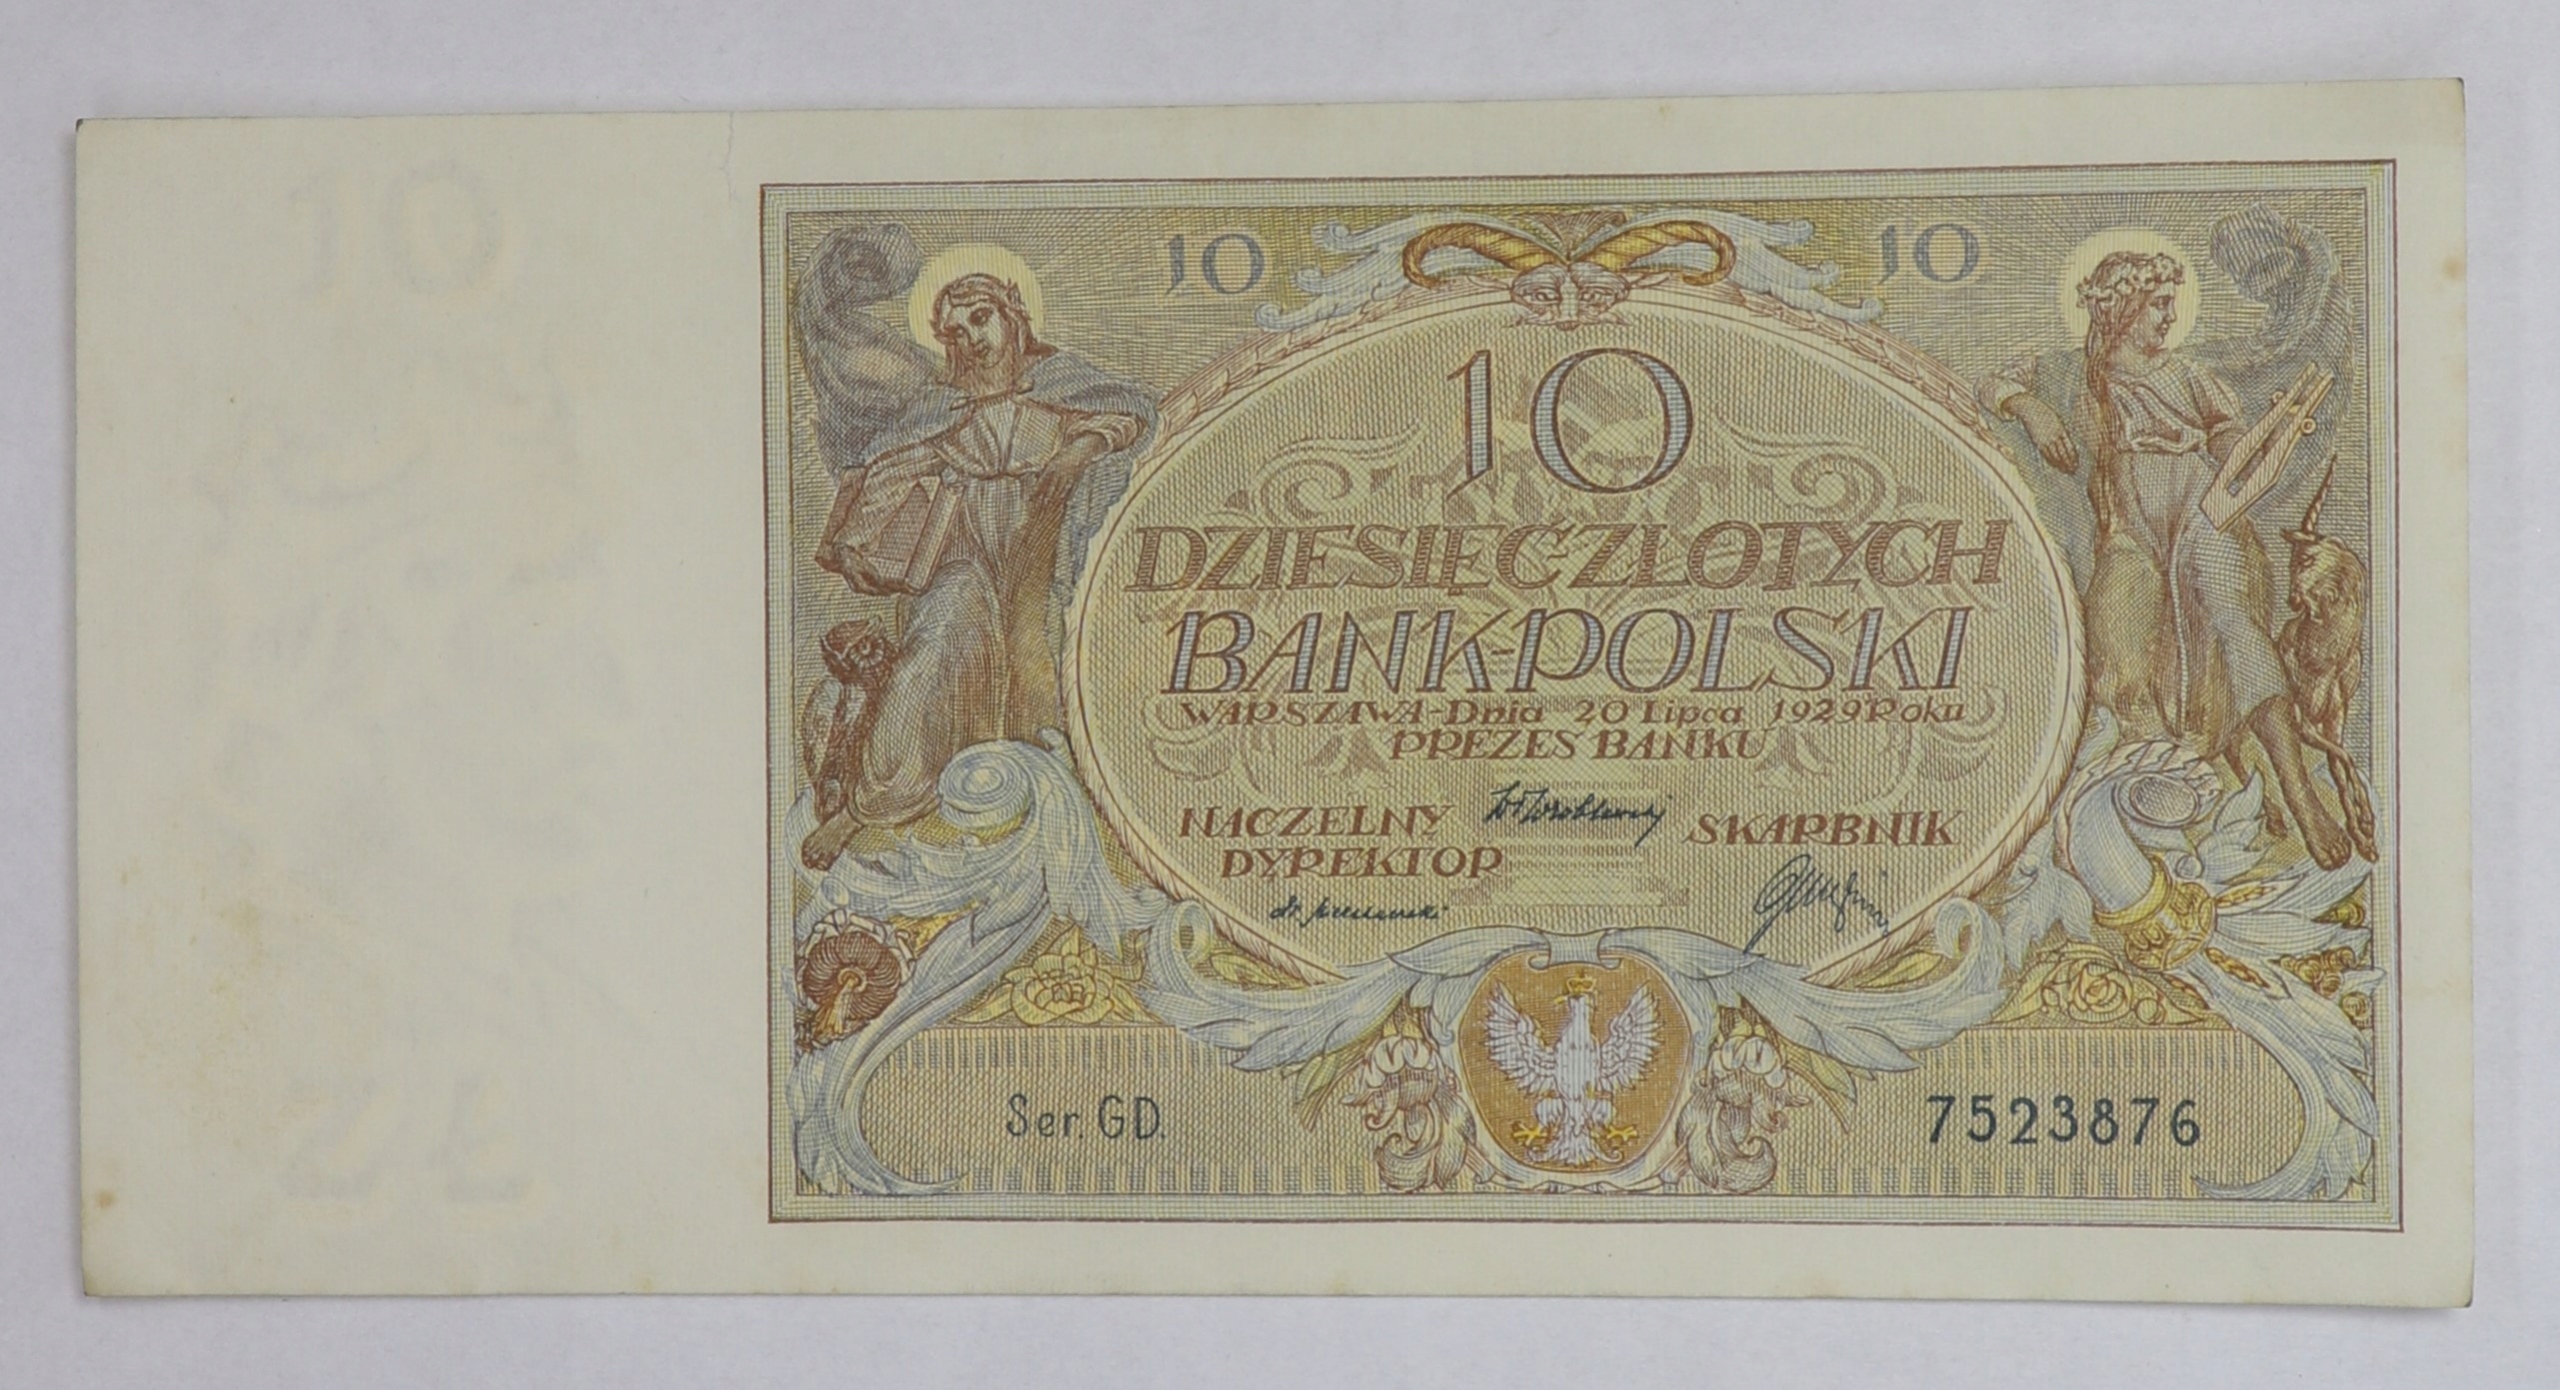 10 10
10
DZIESIĘĆ-ZŁOTYCH
BANK-POLSKI
WARSZAWA-Dnia 20 Lipca 1929 Roku
PREZES BANKU
NACZELNY
DYREKTOR
SKARBNIK
Ser. GD. 7523876